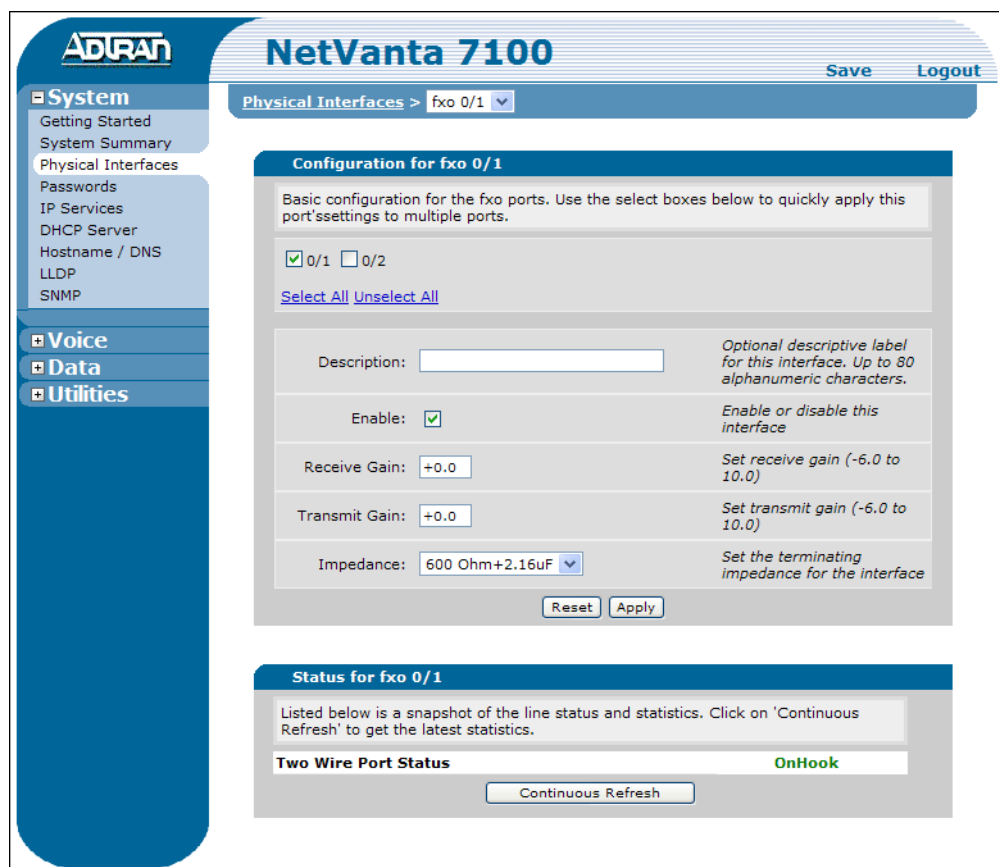 ADTRAN
NetVanta 7100
Save Logout
System
Getting Started
System Summary
Physical Interfaces
Passwords
IP Services
DHCP Server
Hostname / DNS
LLDP
SNMP
Voice
Data
Utilities
Physical Interfaces > fxo 0/1
Configuration for fxo 0/1
Basic configuration for the fxo ports. Use the select boxes below to quickly apply this
port'ssettings to multiple ports.
0/1 0/2
Select All Unselect All
Description:
Optional descriptive label
for this interface. Up to 80
alphanumeric characters.
Enable:
Enable or disable this
interface
Receive Gain: +0.0
Set receive gain (-6.0 to
10.0)
Transmit Gain: +0.0
Set transmit gain (-6.0 to
10.0)
Impedance: 600 Ohm+2.16uF
Set the terminating
impedance for the interface
Reset Apply
Status for fxo 0/1
Listed below is a snapshot of the line status and statistics. Click on 'Continuous
Refresh' to get the latest statistics.
Two Wire Port Status OnHook
Continuous Refresh